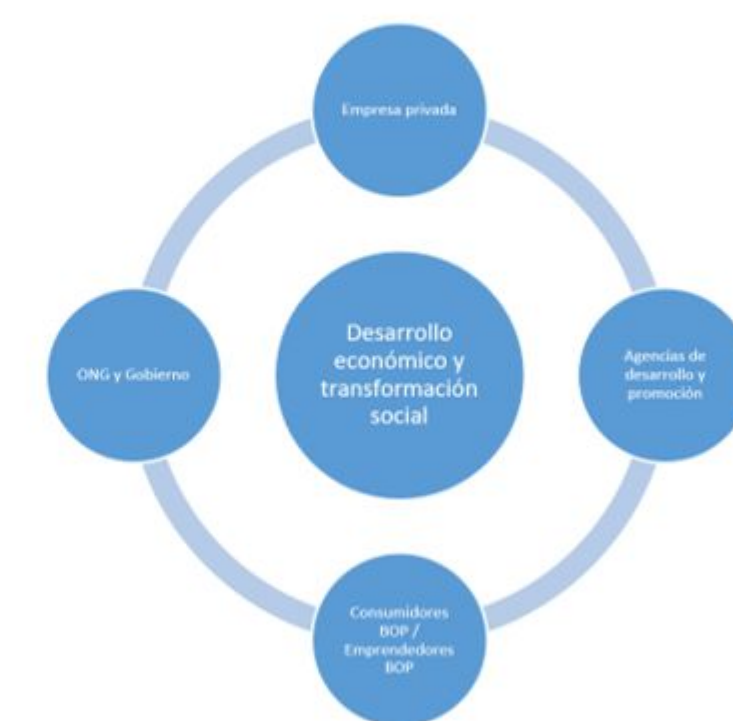 Empresa privada
ONG y Gobierno
Desarrollo
económico y
transformación
social
Agencias de
desarrollo y
promoción
Consumidores
BOP /
Emprendedores
BOP